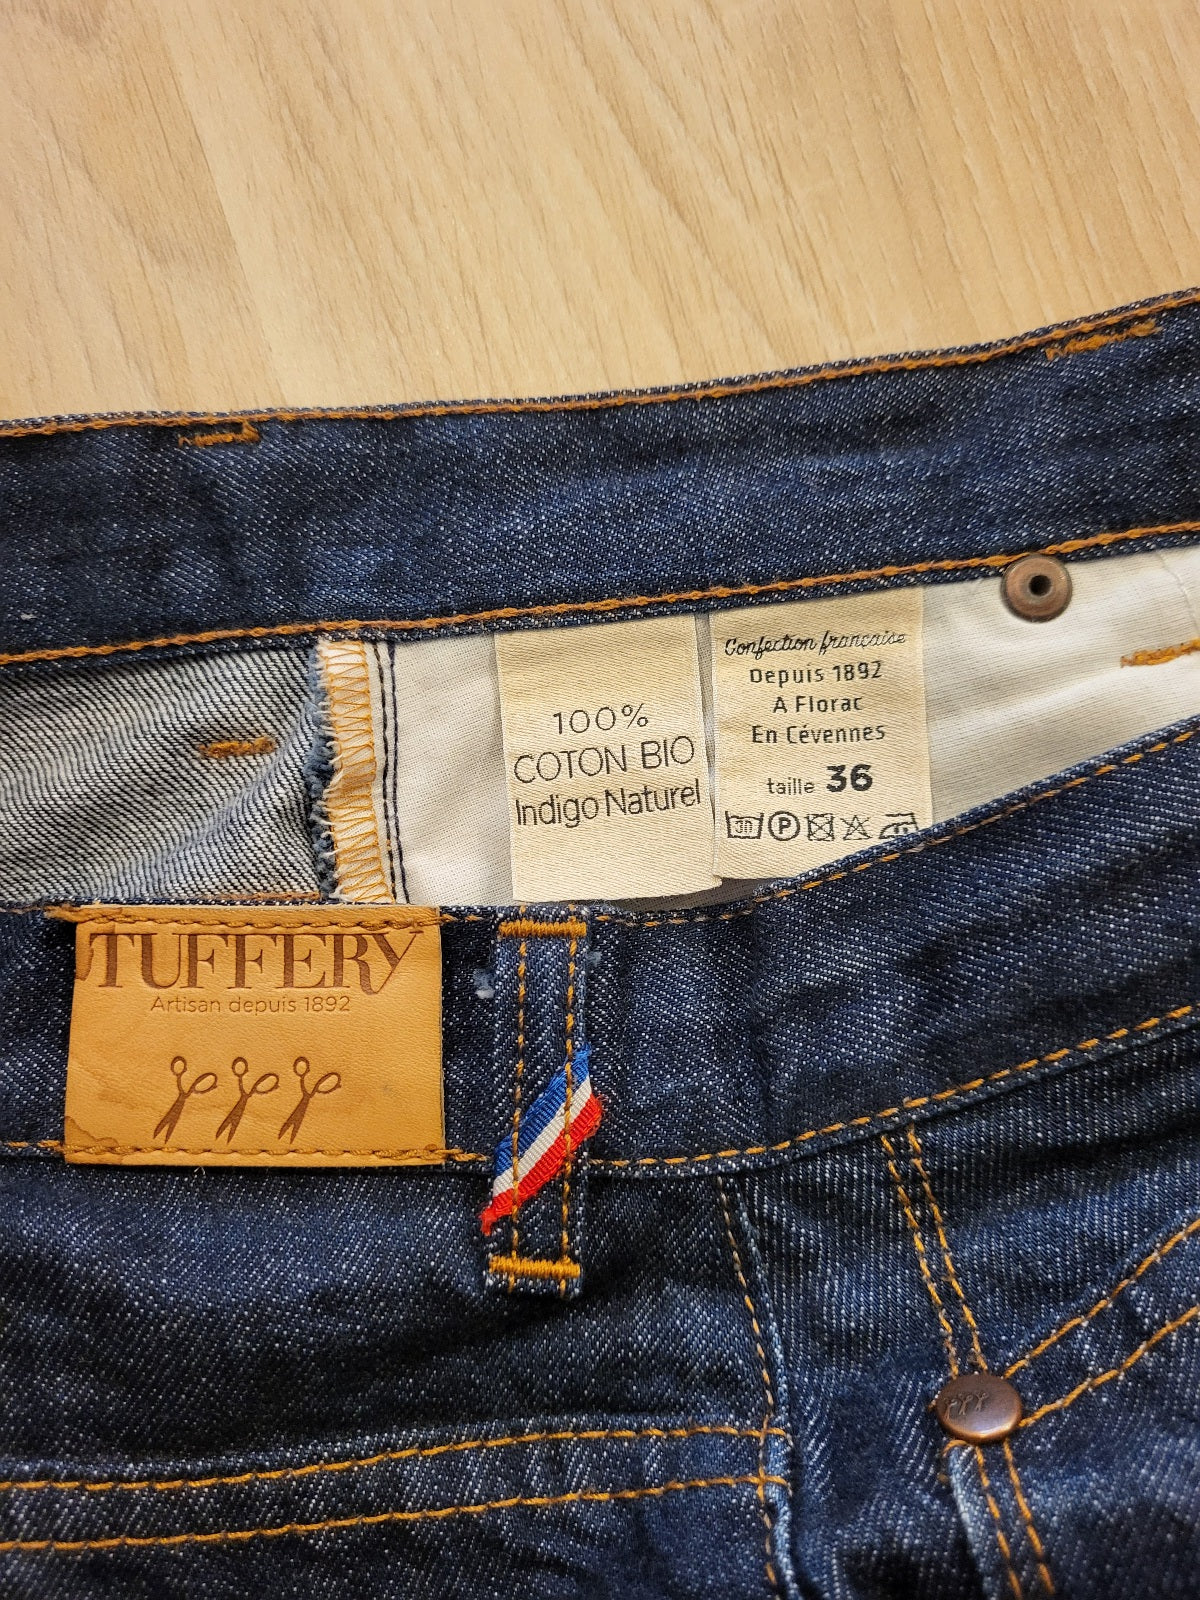 100%
COTON BIO
Indigo Naturel
Confection française
Depuis 1892
A Florac
En Cévennes
taille 36
P
TUFFERY
Artisan depuis 1892